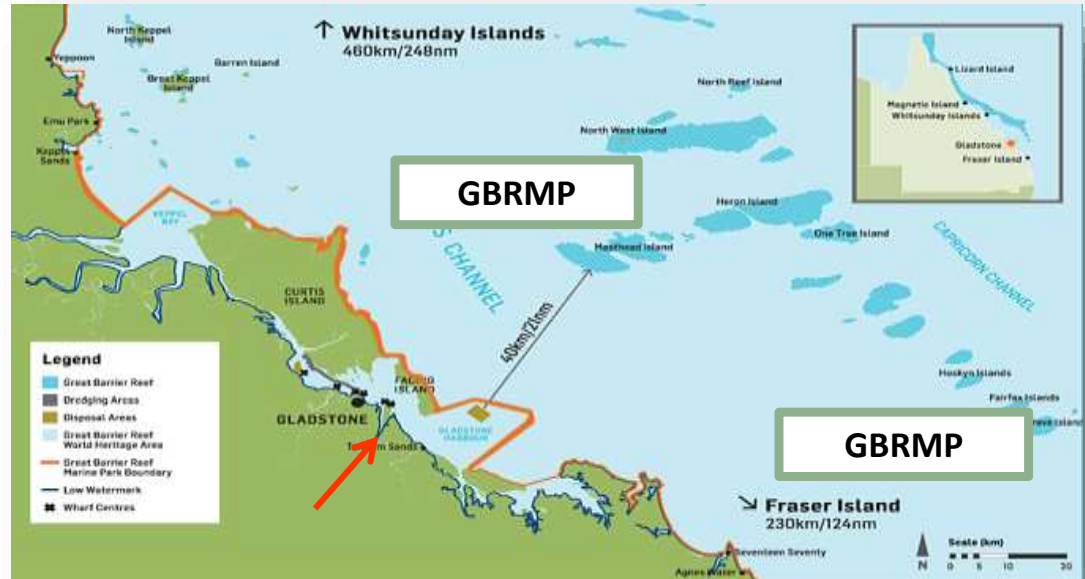 North Keppel
Island
Yeppoon
Barren Island
Great Keppel
Island
Emu Park
Keppel
Sands
↑ Whitsunday Islands
460km/248nm
North Reef Island
North West Island
Lizard Island
Magnetic Island
Whitsunday Islands
Gladstone
Fraser Island
GBRMP
KEPPEL
BAY
S CHANNEL
Heron Island
One Tree Island
Masthead Island
CAPRICORN CHANNEL
40km/21nm
CURTIS
ISLAND
FACING
ISLAND
GLADSTONE
GLADSTONE
HARBOUR
Sands
Hoskyn Islands
Fairfax Islands
Island
GBRMP
Legend
Great Barrier Reef
Dredging Areas
Disposal Areas
Great Barrier Reef
World Heritage Area
Great Barrier Reef
Marine Park Boundary
Low Watermark
Wharf Centres
↘ Fraser Island
230km/124nm
Seventeen Seventy
Agnes Water
N
Scale (km)
0 5 10 20